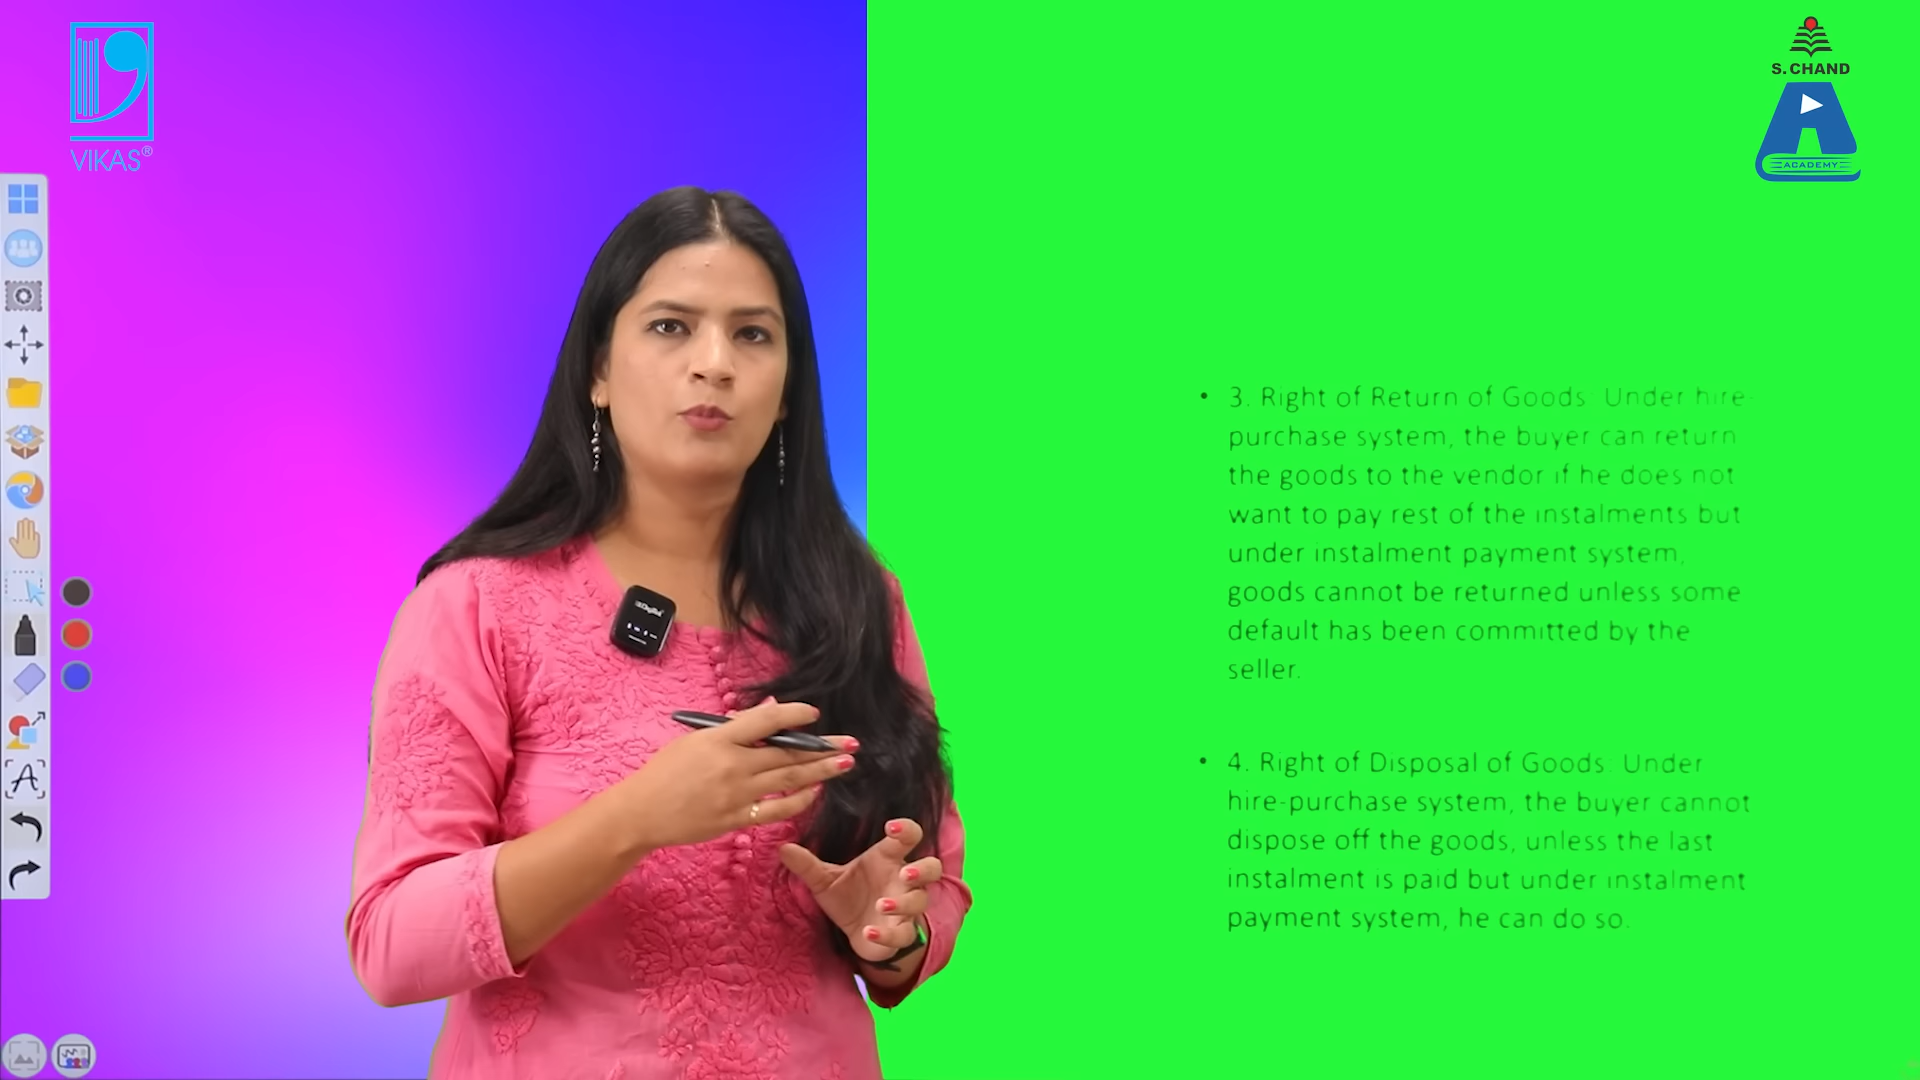 VIKAS®
S. CHAND
ACADEMY
• 3. Right of Return of Goods: Under hire-
purchase system, the buyer can return
the goods to the vendor if he does not
want to pay rest of the instalments but
under instalment payment system,
goods cannot be returned unless some
default has been committed by the
seller.
• 4. Right of Disposal of Goods: Under
hire-purchase system, the buyer cannot
dispose off the goods, unless the last
instalment is paid but under instalment
payment system, he can do so.